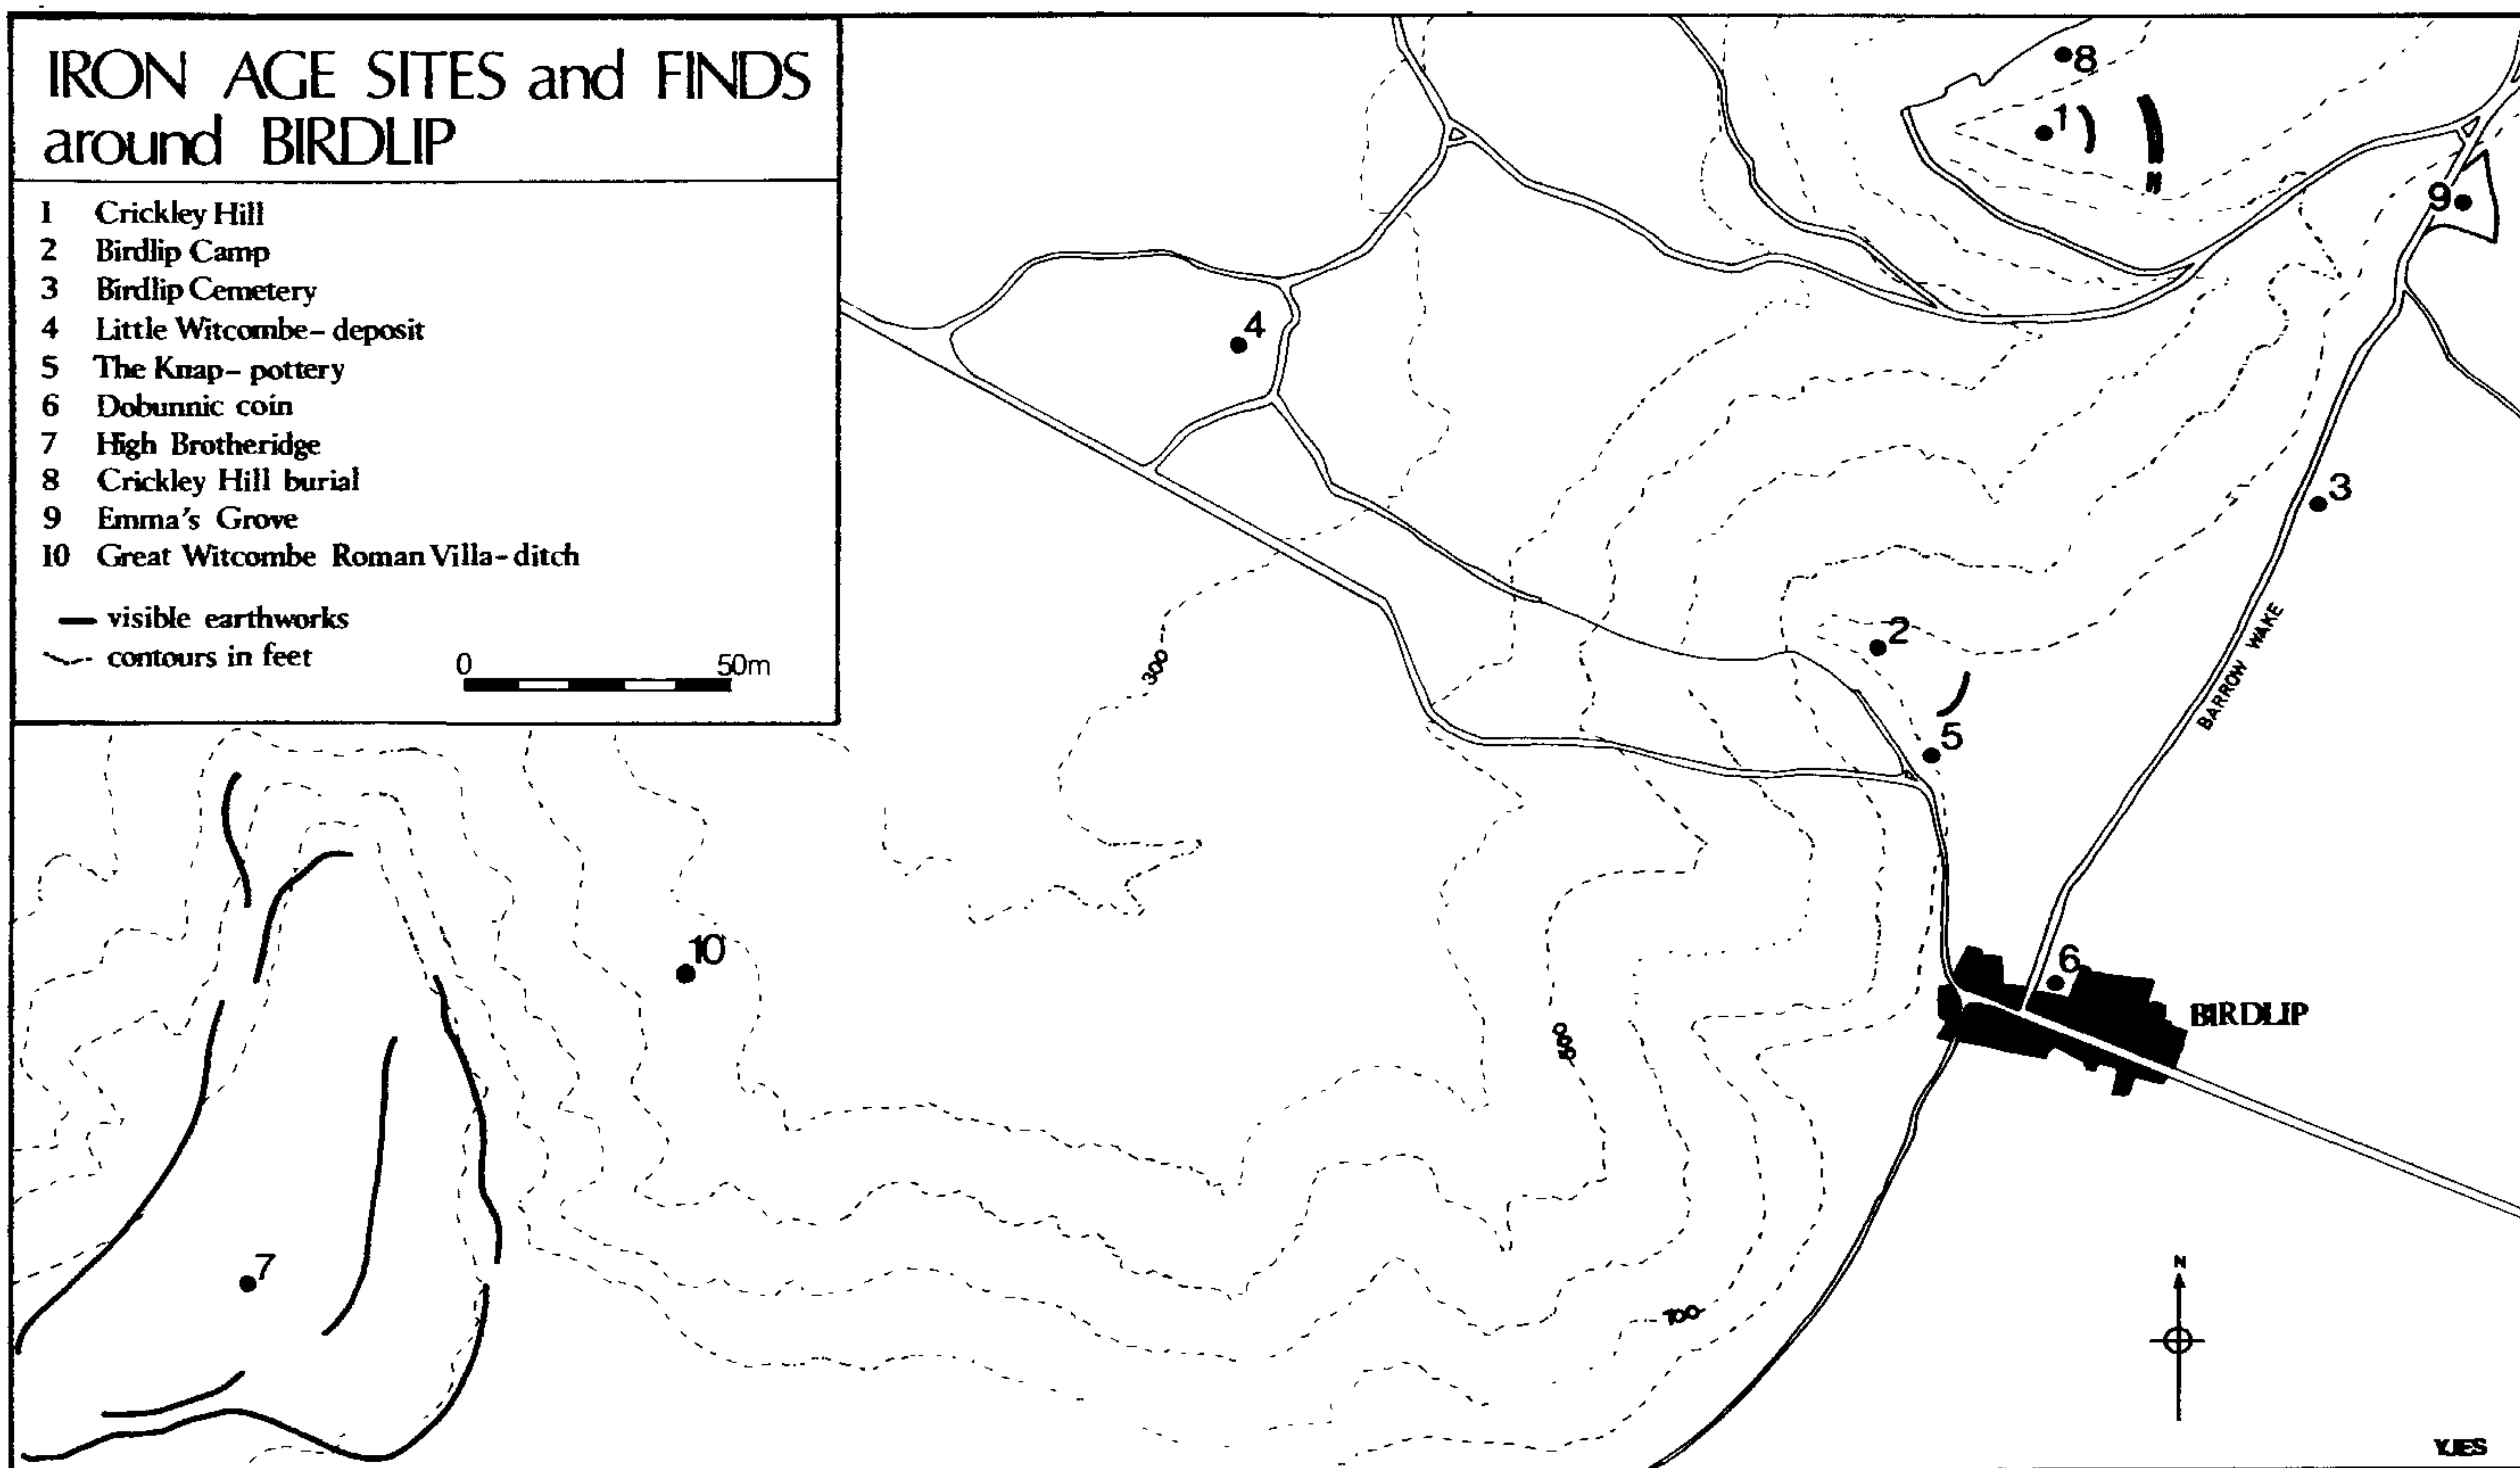 IRON AGE SITES and FINDS
around BIRDLIP
1 Crickley Hill
2 Birdlip Camp
3 Birdlip Cemetery
4 Little Witcombe- deposit
5 The Knap- pottery
6 Dobunnic coin
7 High Brotheridge
8 Crickley Hill burial
9 Emma's Grove
10 Great Witcombe Roman Villa- ditch
visible earthworks
contours in feet
0 50m
8
1
9
4
3
2
BARROW WAKE
300
5
10
6
BIRDLIP
7
N
700
YJES